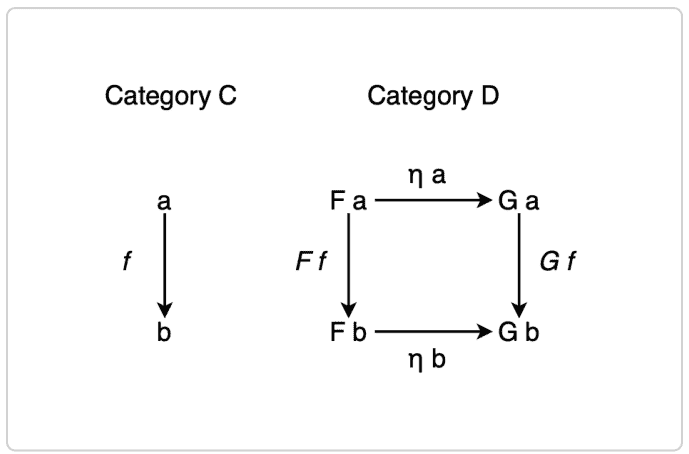 Category C
Category D
η a
a
F a
G a
f
F f
G f
b
F b
G b
η b